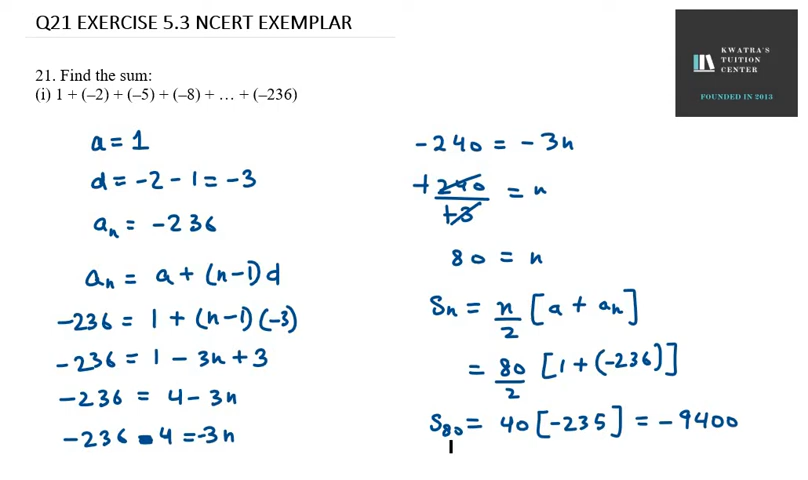 Q21 EXERCISE 5.3 NCERT EXEMPLAR
KWATRA'S
TUITION
CENTER
FOUNDED IN 2013
21. Find the sum:
(i) 1 + (–2) + (–5) + (–8) + … + (–236)
a = 1
d = -2 - 1 = -3
aₙ = -236
aₙ = a + (n-1)d
-236 = 1 + (n-1)(-3)
-236 = 1 - 3n + 3
-236 = 4 - 3n
-236 - 4 = -3n
-240 = -3n
+240/+3 = n
80 = n
Sₙ = n/2 [a + aₙ]
= 80/2 [1 + (-236)]
S₈₀ = 40 [-235] = -9400